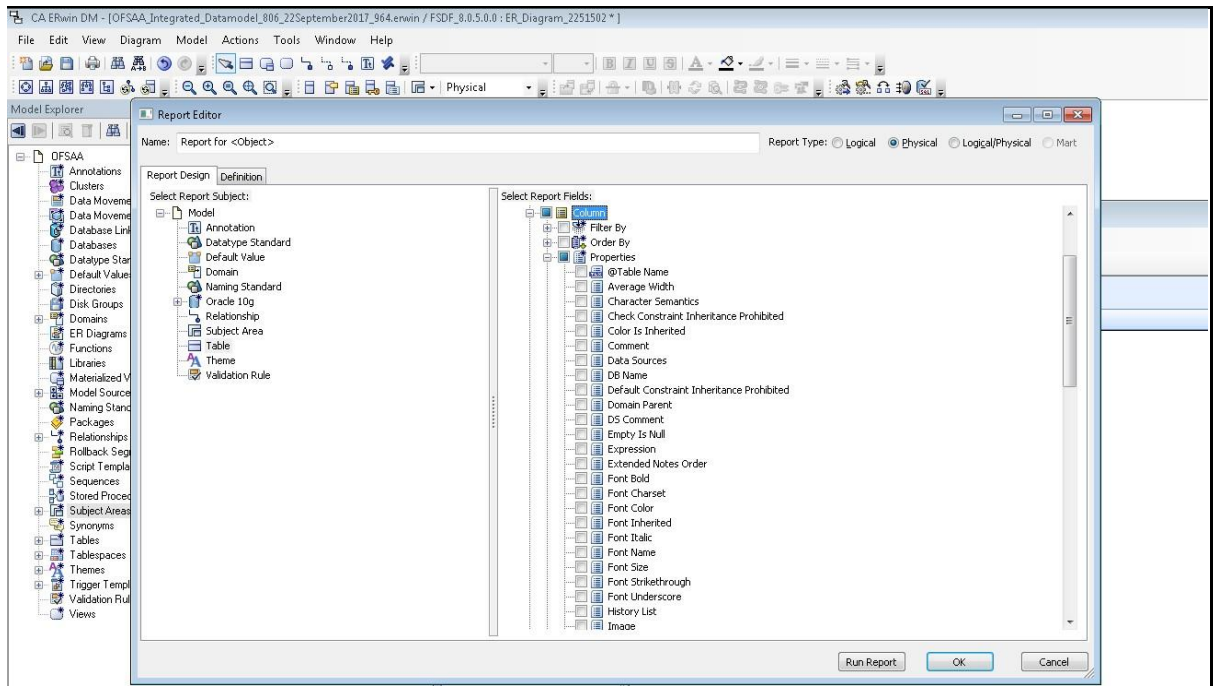 CA ERwin DM - [OFSAA_Integrated_Datamodel_806_22September2017_964.erwin / FSDF_8.0.5.0.0 : ER_Diagram_2251502 * ]
File Edit View Diagram Model Actions Tools Window Help
Physical
Model Explorer
OFSAA
Annotations
Clusters
Data Moveme
Data Moveme
Database Link
Databases
Datatype Star
Default Value
Directories
Disk Groups
Domains
ER Diagrams
Functions
Libraries
Materialized V
Model Source
Naming Stand
Packages
Relationships
Rollback Seg
Script Templa
Sequences
Stored Proced
Subject Areas
Synonyms
Tables
Tablespaces
Themes
Trigger Templ
Validation Rul
Views
Report Editor
Name: Report for <Object>
Report Type: Logical Physical Logical/Physical Mart
Report Design Definition
Select Report Subject:
Model
Annotation
Datatype Standard
Default Value
Domain
Naming Standard
Oracle 10g
Relationship
Subject Area
Table
Theme
Validation Rule
Select Report Fields:
Column
Filter By
Order By
Properties
@Table Name
Average Width
Character Semantics
Check Constraint Inheritance Prohibited
Color Is Inherited
Comment
Data Sources
DB Name
Default Constraint Inheritance Prohibited
Domain Parent
DS Comment
Empty Is Null
Expression
Extended Notes Order
Font Bold
Font Charset
Font Color
Font Inherited
Font Italic
Font Name
Font Size
Font Strikethrough
Font Underscore
History List
Image
Run Report OK Cancel